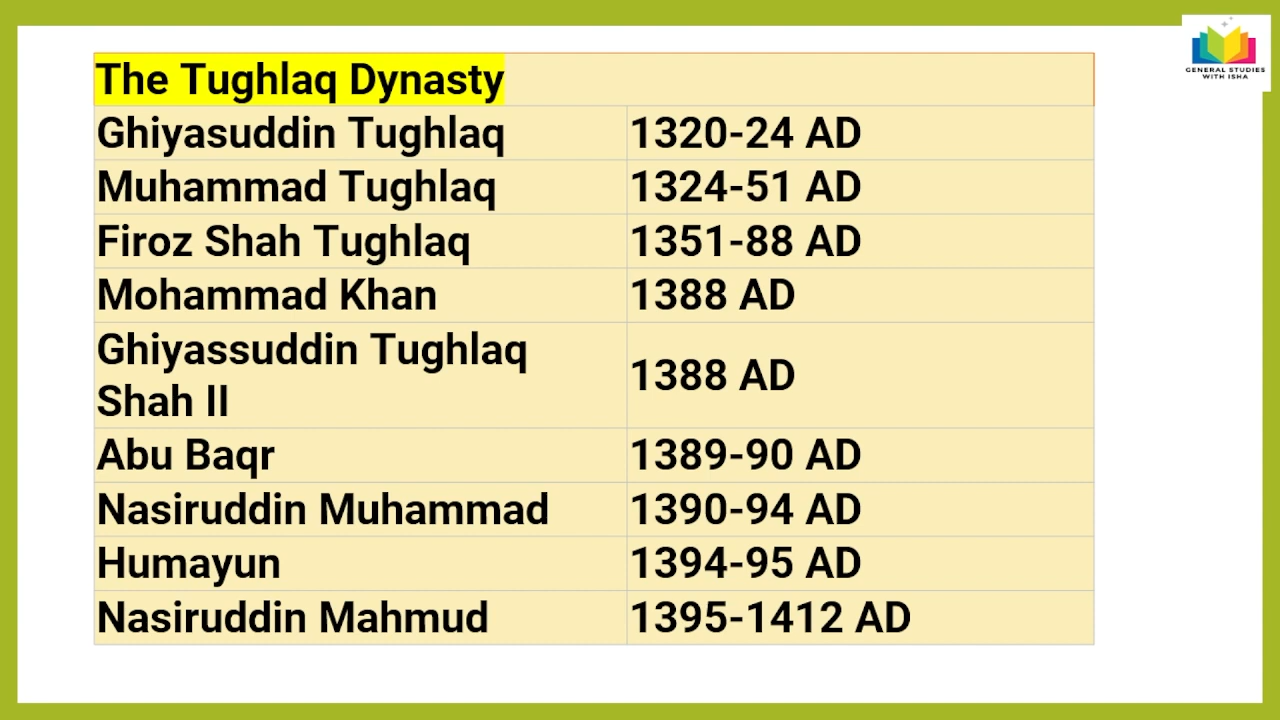 The Tughlaq Dynasty
Ghiyasuddin Tughlaq 1320-24 AD
Muhammad Tughlaq 1324-51 AD
Firoz Shah Tughlaq 1351-88 AD
Mohammad Khan 1388 AD
Ghiyassuddin Tughlaq
Shah II
1388 AD
Abu Baqr 1389-90 AD
Nasiruddin Muhammad 1390-94 AD
Humayun 1394-95 AD
Nasiruddin Mahmud 1395-1412 AD
GENERAL STUDIES
WITH ISHA